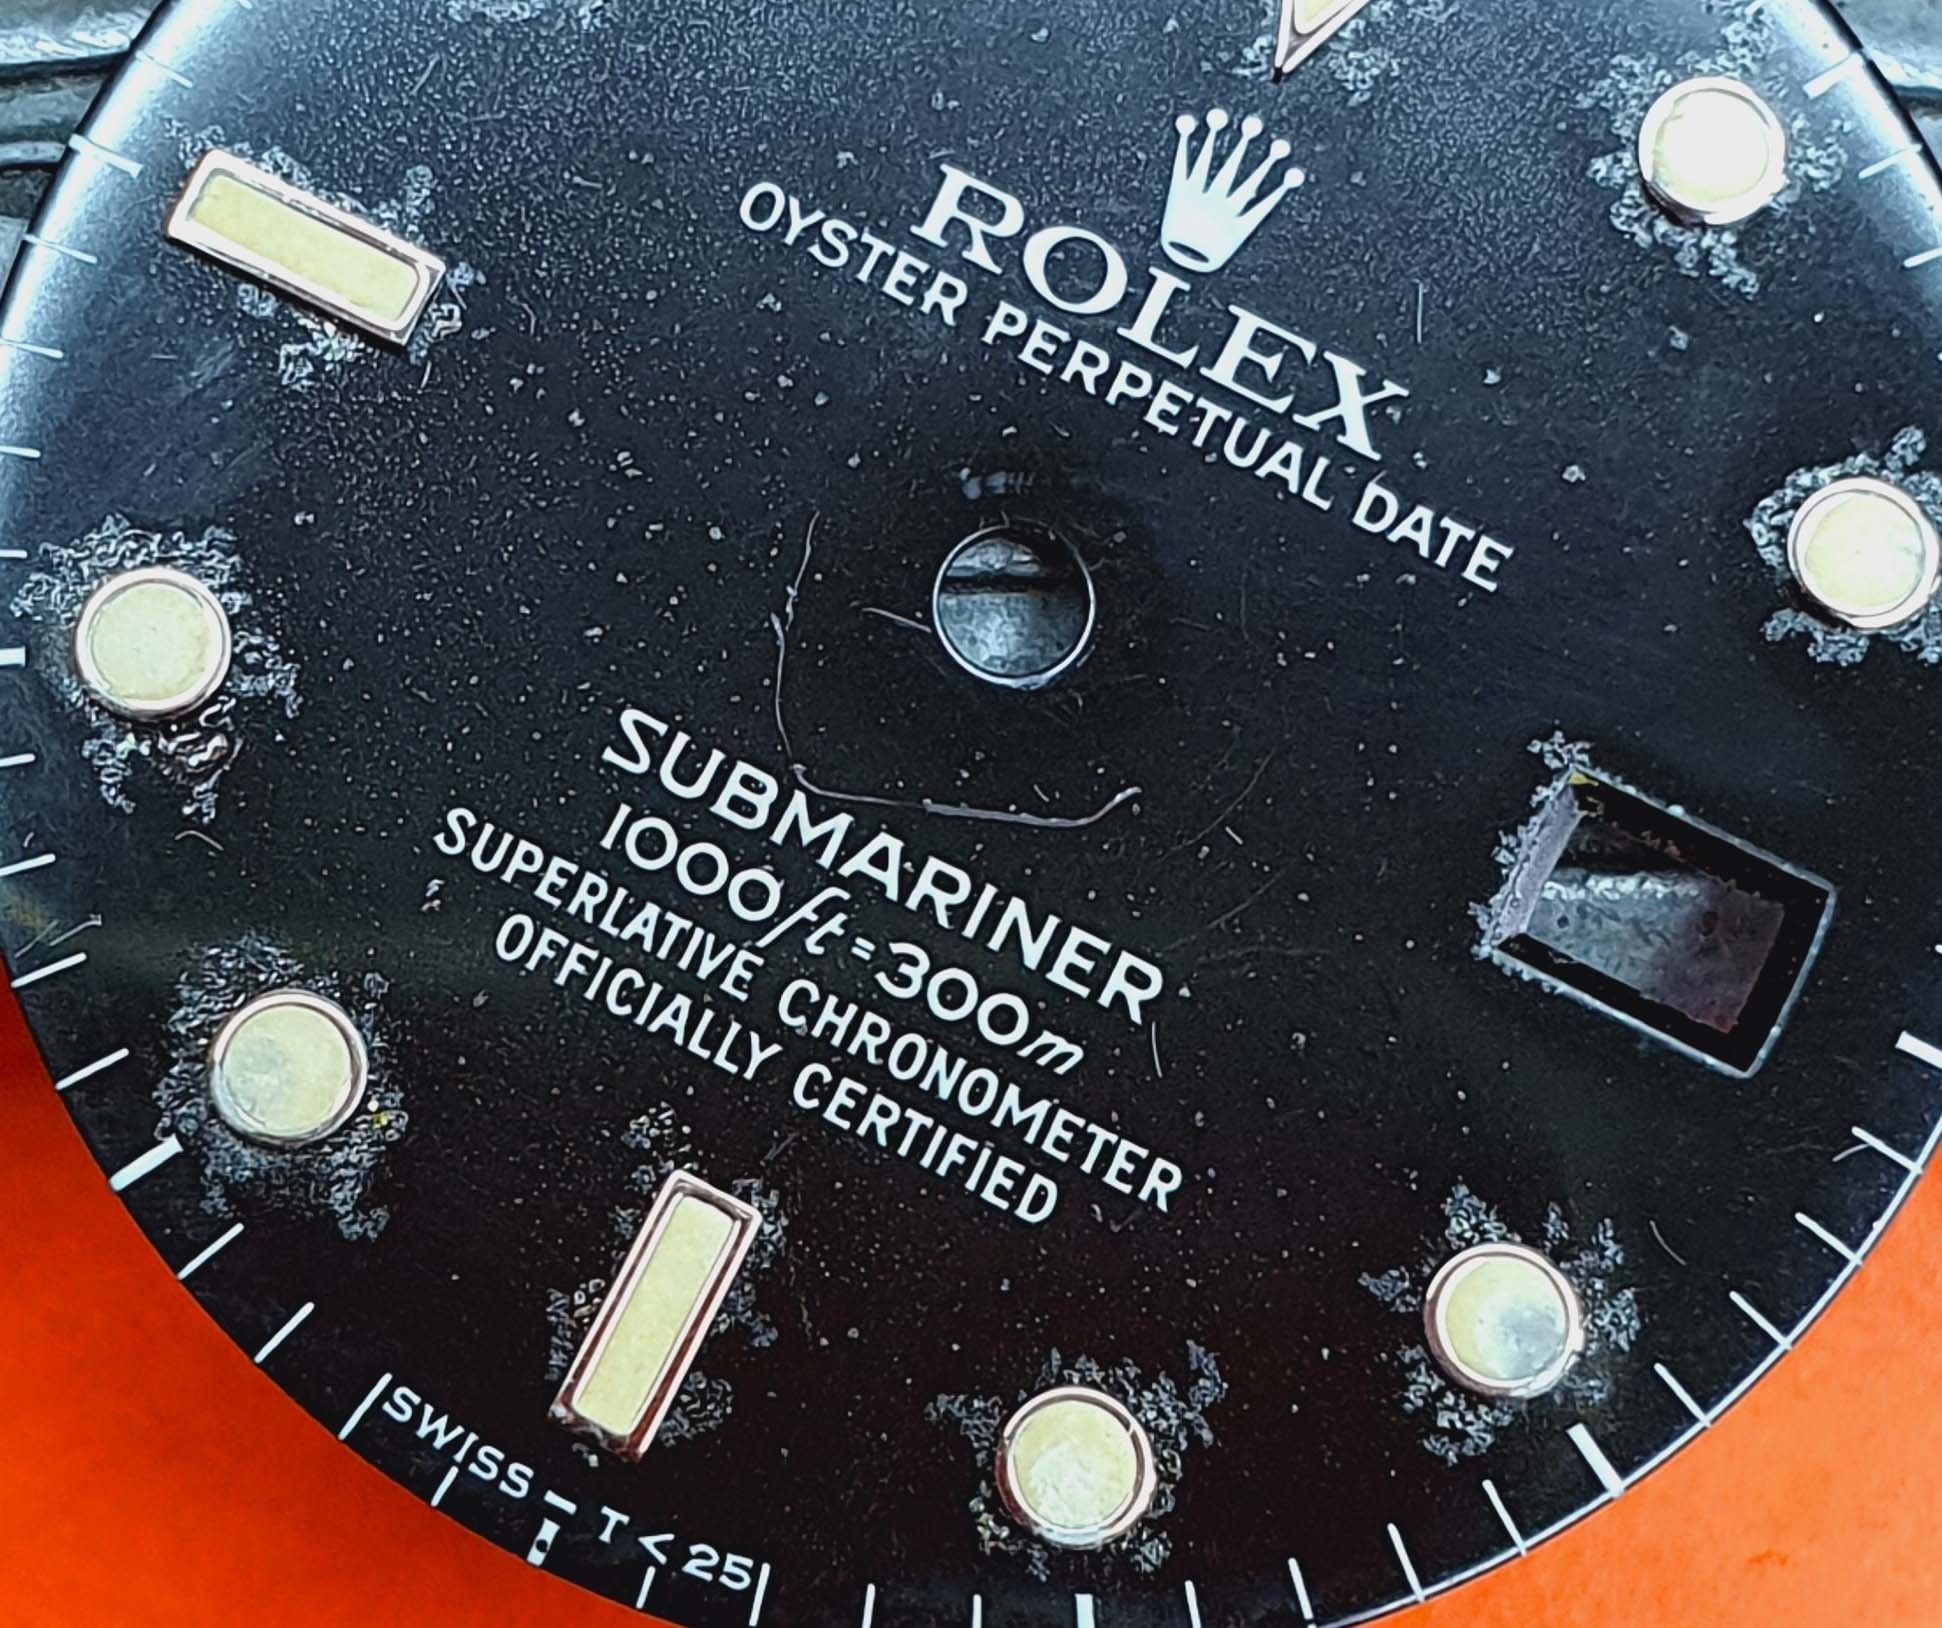 ROLEX
OYSTER PERPETUAL DATE
SUBMARINER
1000ft=300m
SUPERLATIVE CHRONOMETER
OFFICIALLY CERTIFIED
SWISS - T < 25